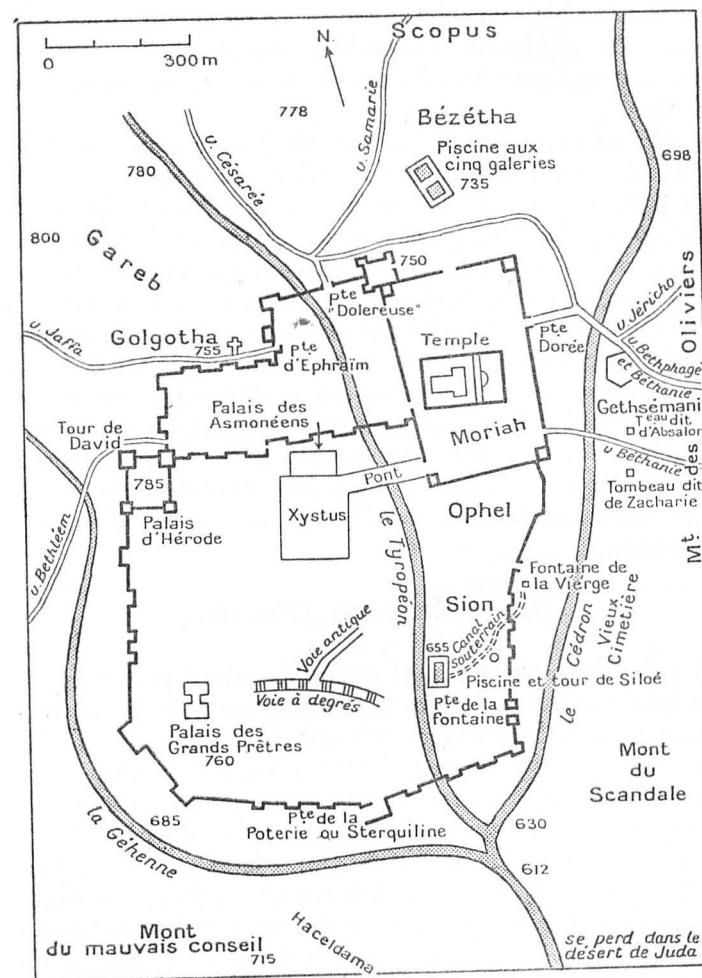 0 300 m
N.
Scopus
778
v. Césarée
v. Samarie
Bézétha
Piscine aux
cinq galeries
735
698
780
800
Gareb
750
Pte
"Dolereuse"
v. Jaffa
Golgotha
755
Pte
d'Ephraïm
Temple
Pte
Dorée
v. Jéricho
v. Bethphagé
et Béthanie
Mt. des Oliviers
Gethsémani
Teau dit
d'Absalon
v. Béthanie
Tombeau dit
de Zacharie
Tour de
David
Palais des
Asmonéens
Moriah
785
Palais
d'Hérode
Pont
Xystus
Ophel
v. Bethléem
le Tyropéon
Fontaine de
la Vierge
Sion
655
Canal
souterrain
le Cédron
Vieux
Cimetière
Voie antique
Voie à degrés
Piscine et tour de Siloé
Pte de la
fontaine
Palais des
Grands Prêtres
760
Mont
du
Scandale
685
la Géhenne
Pte de la
Poterie ou Sterquiline
630
612
Mont
du mauvais conseil
715
Haceldama
se perd dans le
désert de Juda